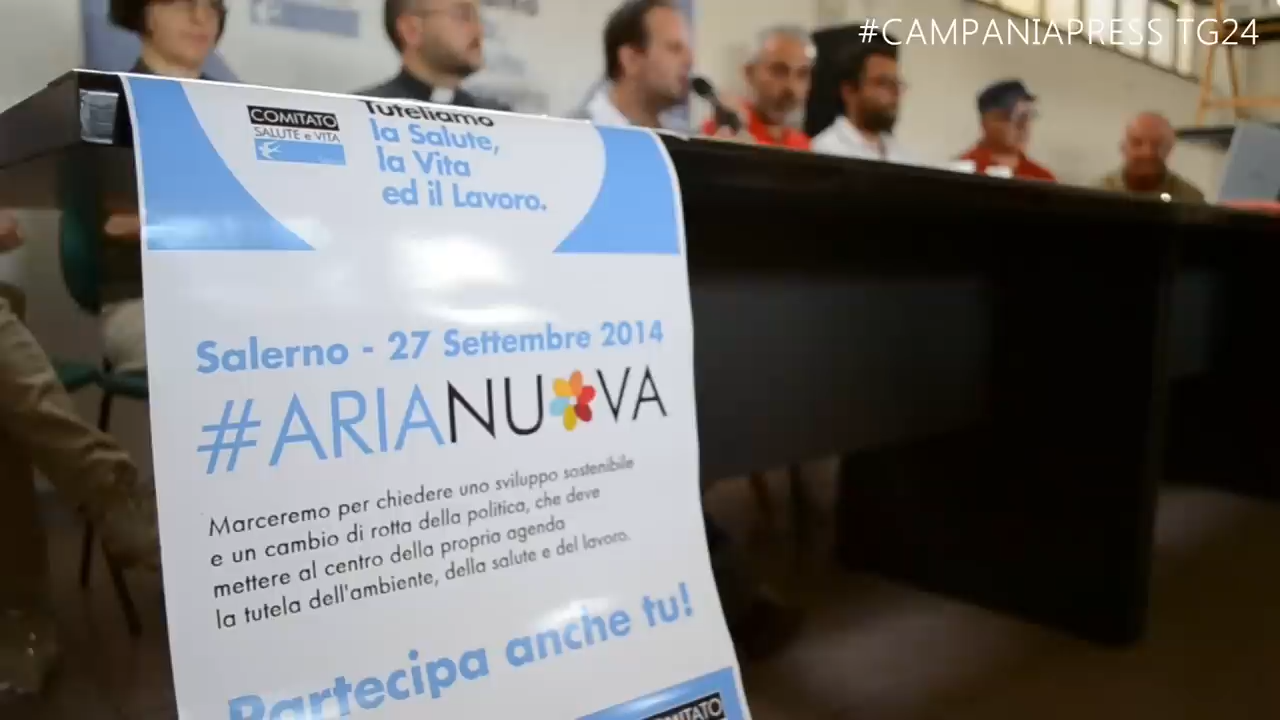 #CAMPANIAPRESS TG24
COMITATO
SALUTE e VITA
Tuteliamo
la Salute,
la Vita
ed il Lavoro.
Salerno - 27 Settembre 2014
#ARIANUOVA
Marceremo per chiedere uno sviluppo sostenibile
e un cambio di rotta della politica, che deve
mettere al centro della propria agenda
la tutela dell'ambiente, della salute e del lavoro.
Partecipa anche tu!
COMITATO